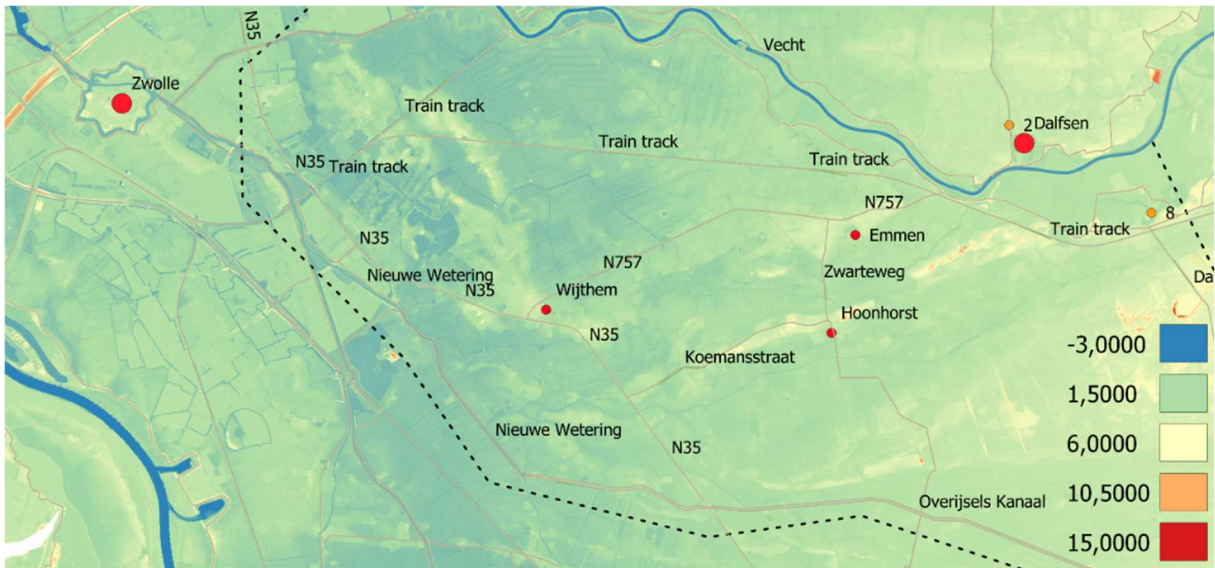 N35
Vecht
Zwolle
Train track
2 Dalfsen
Train track
N35 Train track
Train track
N757
8
Train track
N35
Emmen
N757
Zwarteweg
Nieuwe Wetering
N35
Da
Wijthem
Hoonhorst
N35
-3,0000
Koemansstraat
1,5000
Nieuwe Wetering
N35
6,0000
10,5000
Overijsels Kanaal
15,0000